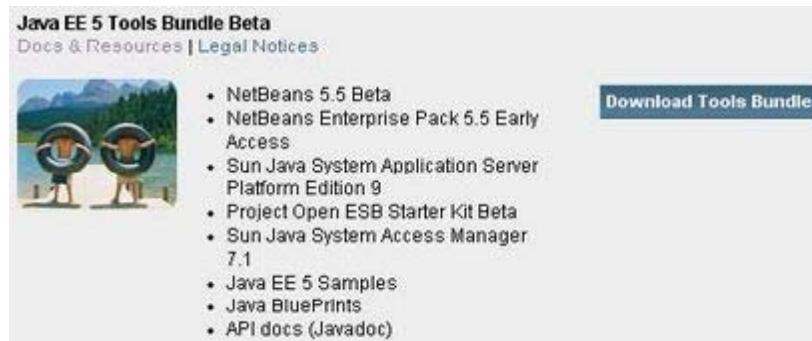 Java EE 5 Tools Bundle Beta
Docs & Resources | Legal Notices
• NetBeans 5.5 Beta
• NetBeans Enterprise Pack 5.5 Early
Access
• Sun Java System Application Server
Platform Edition 9
• Project Open ESB Starter Kit Beta
• Sun Java System Access Manager
7.1
• Java EE 5 Samples
• Java BluePrints
• API docs (Javadoc)
Download Tools Bundle